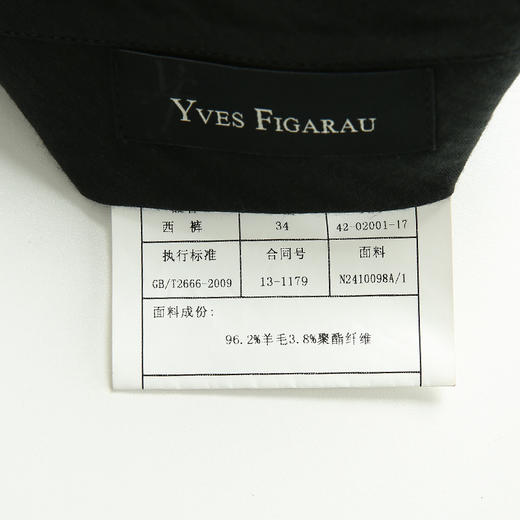 YVES FIGARAU
西 裤 34 42-02001-17
执行标准 合同号 面料
GB/T2666-2009 13-1179 N2410098A/1
面料成份:
96.2%羊毛3.8%聚酯纤维